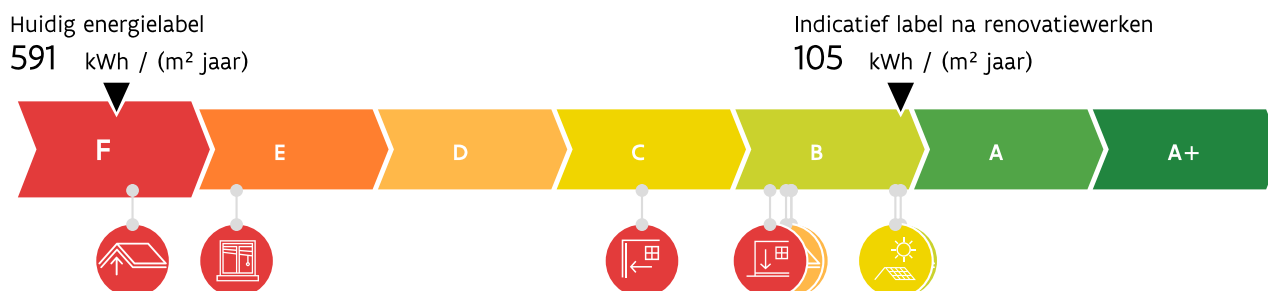 Huidig energielabel
591 kWh / (m² jaar)
Indicatief label na renovatiewerken
105 kWh / (m² jaar)
F E D C B A A+